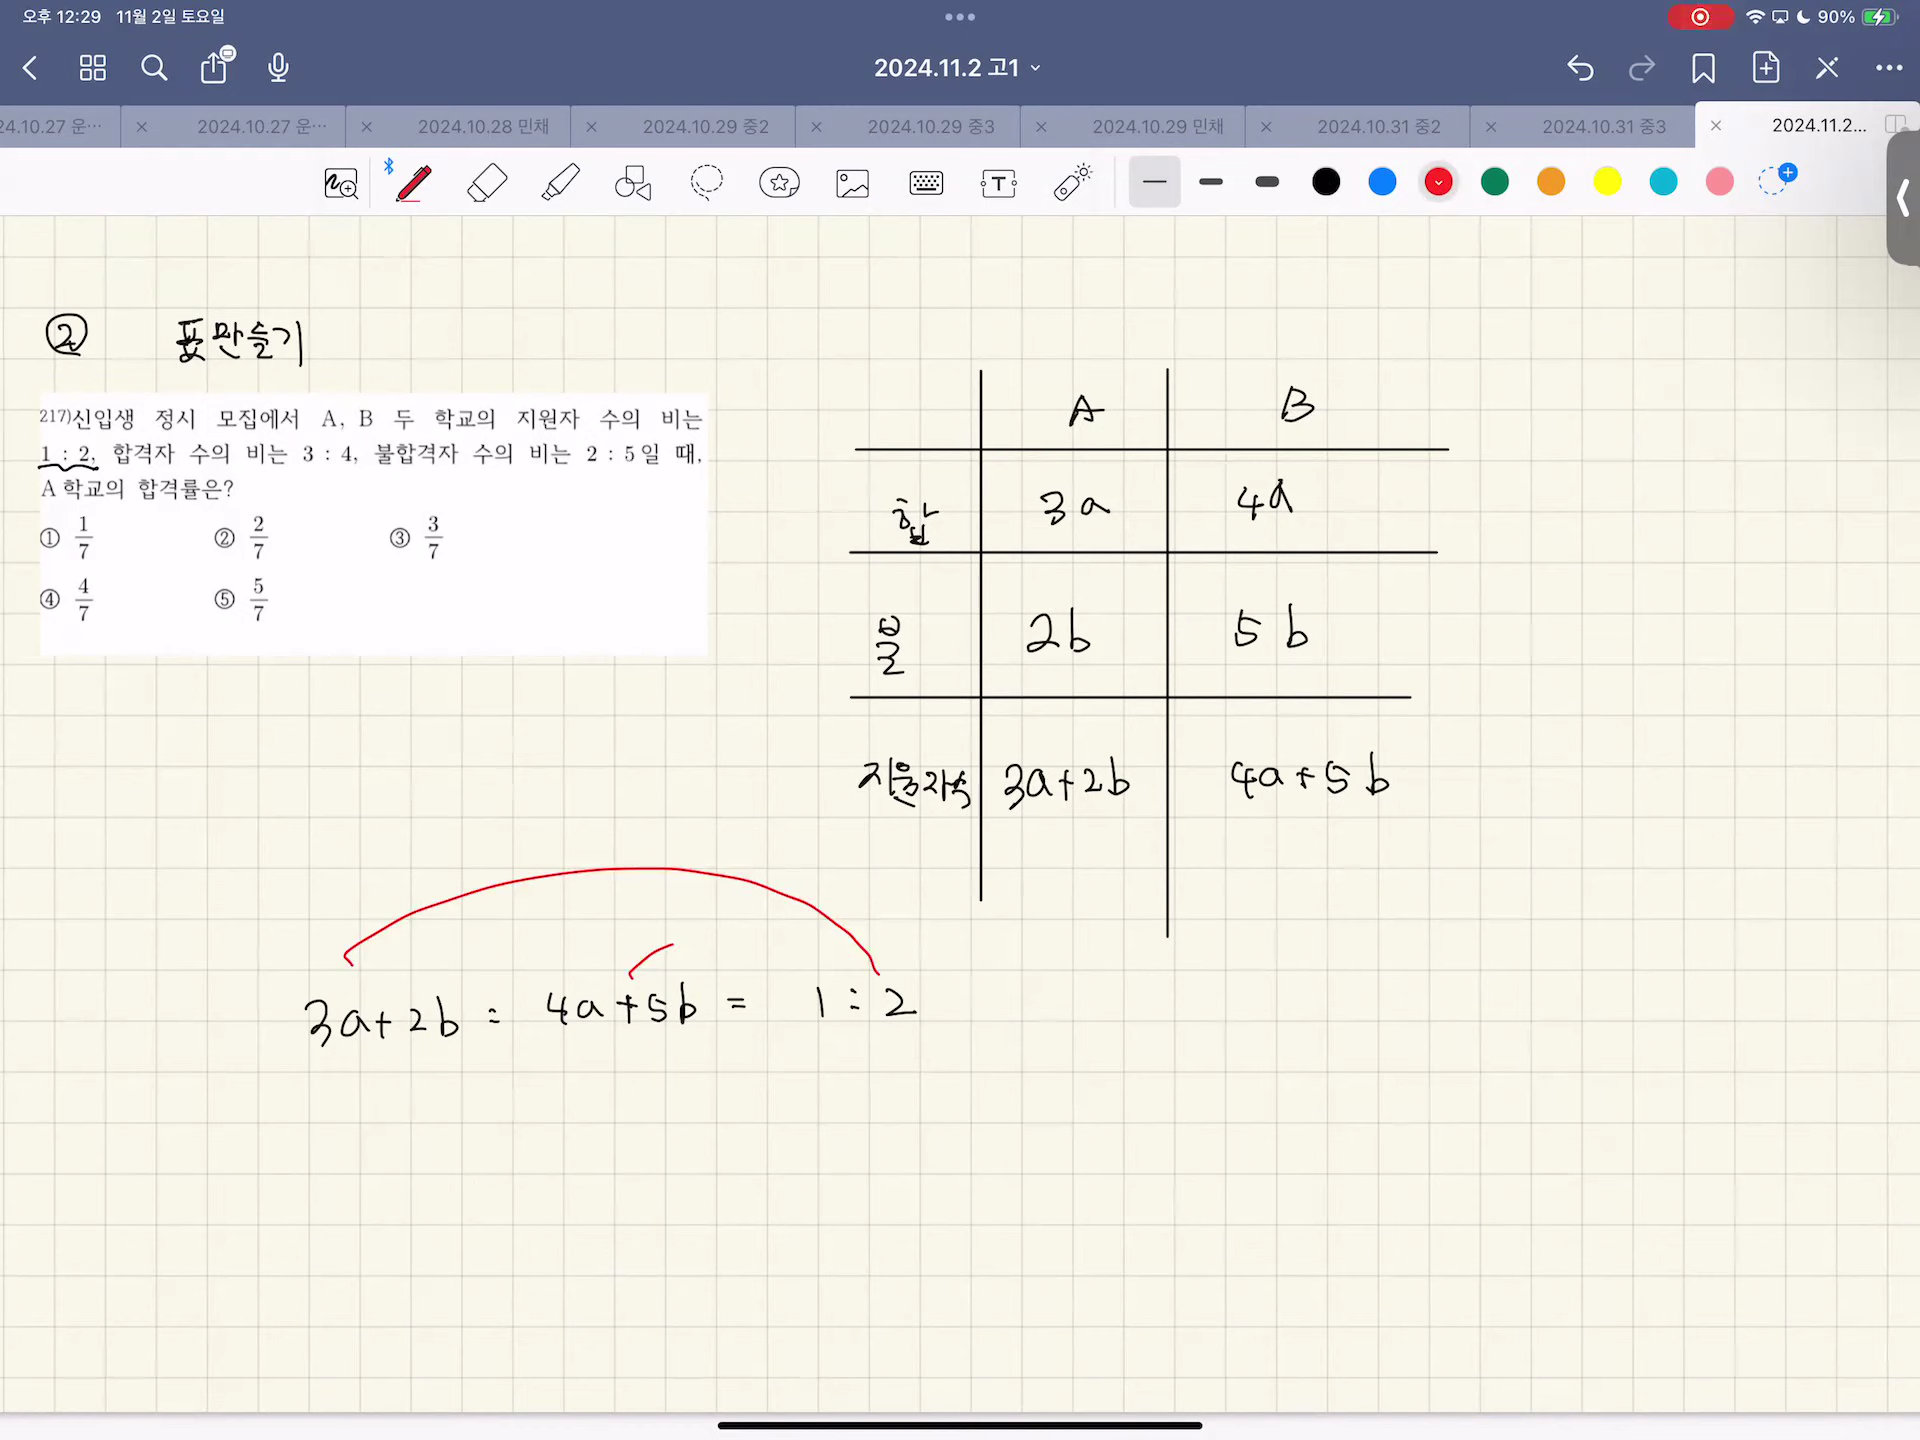 오후 12:29 11월 2일 토요일
90%
2024.11.2 고1
24.10.27 운… 2024.10.27 운… 2024.10.28 민채 2024.10.29 중2 2024.10.29 중3 2024.10.29 민채 2024.10.31 중2 2024.10.31 중3 2024.11.2...
② 표만들기
217)신입생 정시 모집에서 A, B 두 학교의 지원자 수의 비는
1 : 2, 합격자 수의 비는 3 : 4, 불합격자 수의 비는 2 : 5일 때,
A 학교의 합격률은?
① 1/7 ② 2/7 ③ 3/7
④ 4/7 ⑤ 5/7
A B
합 3a 4a
불 2b 5b
지원자수 3a+2b 4a+5b
3a+2b : 4a+5b = 1 : 2